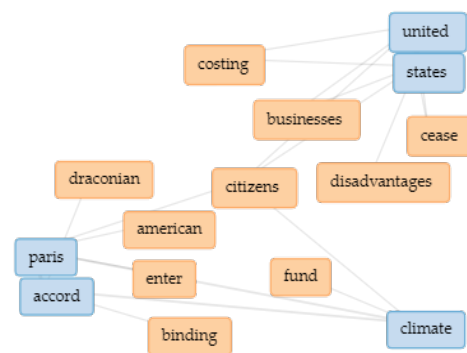 united
costing
states
businesses
cease
draconian
citizens
disadvantages
american
paris
enter
fund
accord
binding
climate